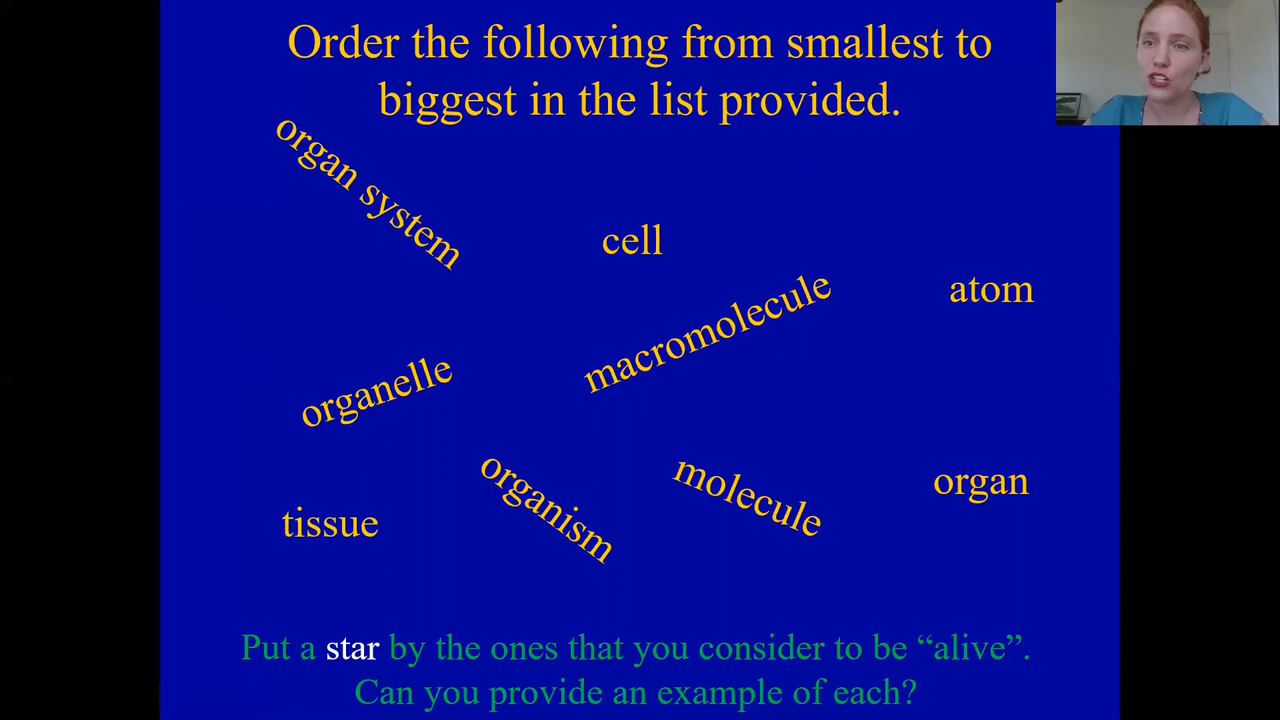 Order the following from smallest to
biggest in the list provided.
organ system
cell
atom
macromolecule
organelle
organism
molecule
organ
tissue
Put a star by the ones that you consider to be “alive”.
Can you provide an example of each?